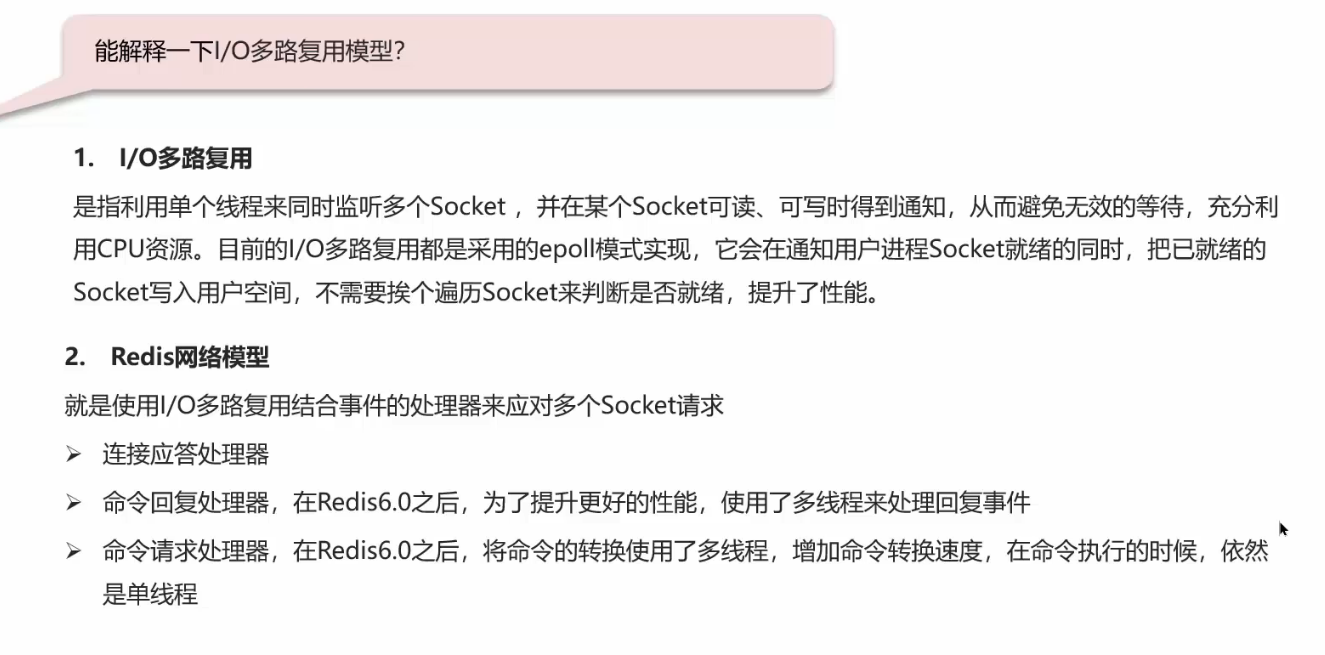 能解释一下I/O多路复用模型？
1. I/O多路复用
是指利用单个线程来同时监听多个Socket ，并在某个Socket可读、可写时得到通知，从而避免无效的等待，充分利
用CPU资源。目前的I/O多路复用都是采用的epoll模式实现，它会在通知用户进程Socket就绪的同时，把已就绪的
Socket写入用户空间，不需要挨个遍历Socket来判断是否就绪，提升了性能。
2. Redis网络模型
就是使用I/O多路复用结合事件的处理器来应对多个Socket请求
➢ 连接应答处理器
➢ 命令回复处理器，在Redis6.0之后，为了提升更好的性能，使用了多线程来处理回复事件
➢ 命令请求处理器，在Redis6.0之后，将命令的转换使用了多线程，增加命令转换速度，在命令执行的时候，依然
是单线程